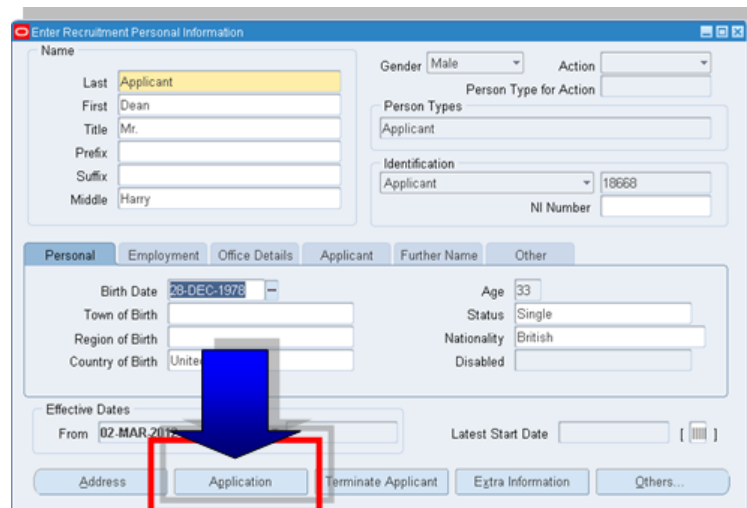 Enter Recruitment Personal Information
Name
Last Applicant
First Dean
Title Mr.
Prefix
Suffix
Middle Harry
Gender Male Action
Person Type for Action
Person Types
Applicant
Identification
Applicant 18668
NI Number
Personal Employment Office Details Applicant Further Name Other
Birth Date 28-DEC-1978
Town of Birth
Region of Birth
Country of Birth
Age 33
Status Single
Nationality British
Disabled
Effective Dates
From 02-MAR-2012
Latest Start Date [ ]
Address Application Terminate Applicant Extra Information Others...